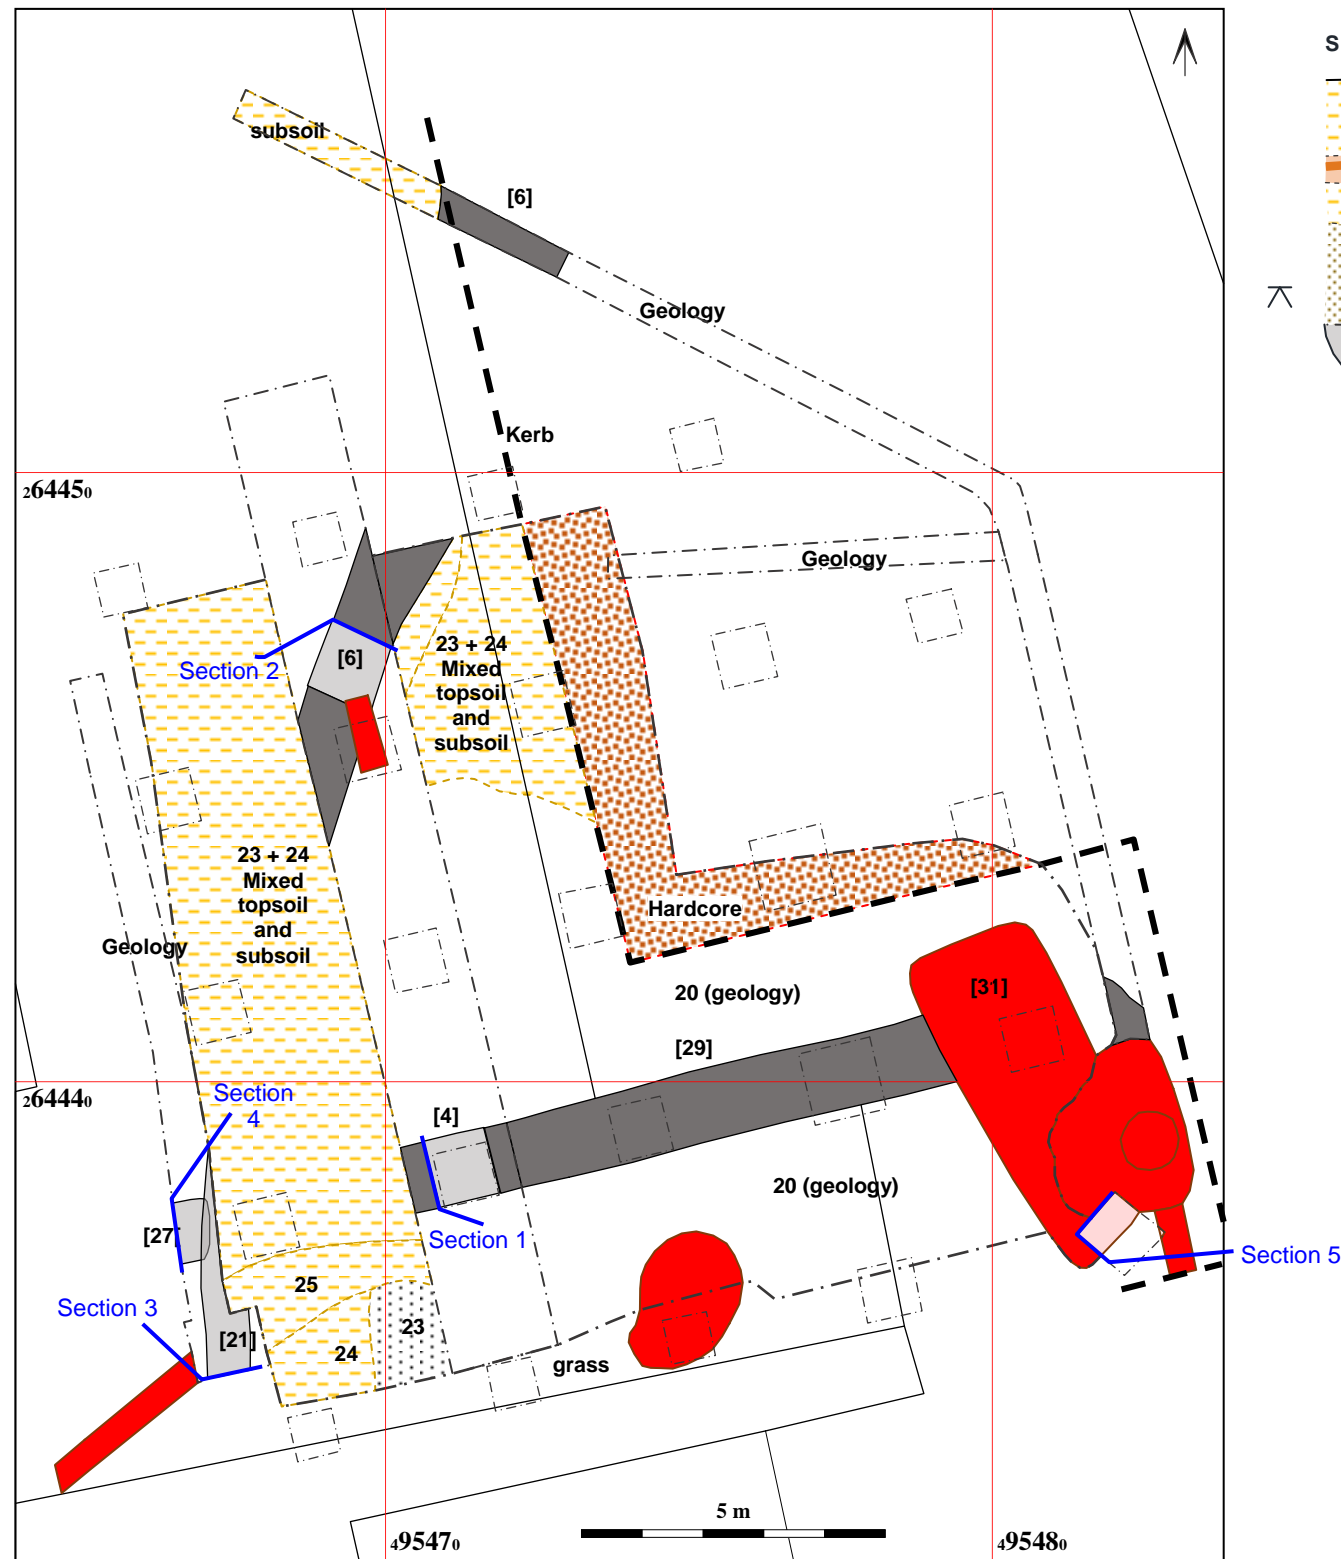 S
subsoil
[6]
Geology
Kerb
264450
Geology
23 + 24
Mixed
topsoil
and
subsoil
Section 2
[6]
23 + 24
Mixed
topsoil
and
subsoil
Geology
Hardcore
[31]
20 (geology)
[29]
264440
Section
4
[4]
20 (geology)
[27]
Section 1
Section 5
25
Section 3
[21]
23
24
grass
5 m
495470
495480